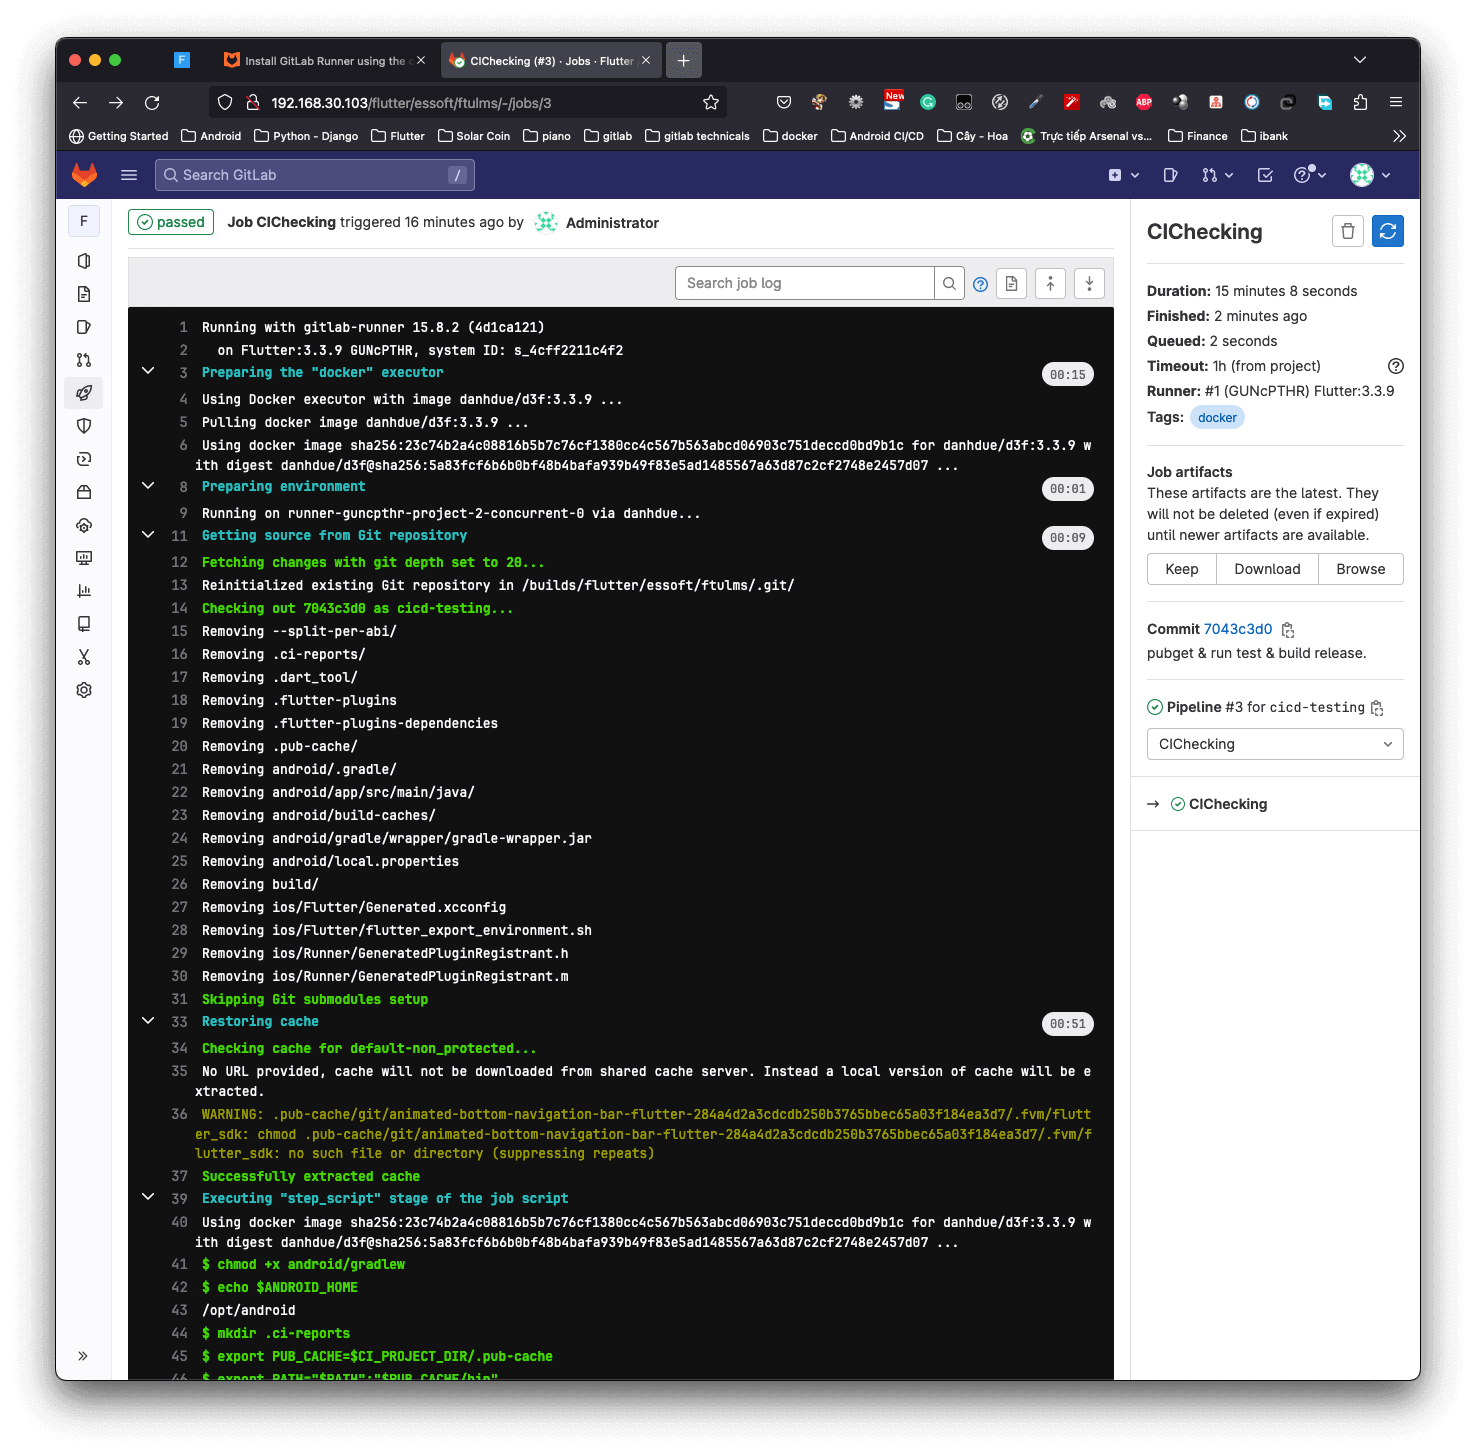 F
Install GitLab Runner using the
CIChecking (#3) · Jobs · Flutter
192.168.30.103/flutter/essoft/ftulms/-/jobs/3
New
ABP
Getting Started
Android
Python - Django
Flutter
Solar Coin
piano
gitlab
gitlab technicals
docker
Android CI/CD
Cây - Hoa
Trực tiếp Arsenal vs...
Finance
ibank
Search GitLab
/
F
passed
Job CIChecking triggered 16 minutes ago by Administrator
Search job log
1 Running with gitlab-runner 15.8.2 (4d1ca121)
2 on Flutter:3.3.9 GUNcPTHR, system ID: s_4cff2211c4f2
3 Preparing the "docker" executor 00:15
4 Using Docker executor with image danhdue/d3f:3.3.9 ...
5 Pulling docker image danhdue/d3f:3.3.9 ...
6 Using docker image sha256:23c74b2a4c08816b5b7c76cf1380cc4c567b563abcd06903c751deccd0bd9b1c for danhdue/d3f:3.3.9 w
ith digest danhdue/d3f@sha256:5a83fcf6b6b0bf48b4bafa939b49f83e5ad1485567a63d87c2cf2748e2457d07 ...
8 Preparing environment 00:01
9 Running on runner-guncpthr-project-2-concurrent-0 via danhdue...
11 Getting source from Git repository 00:09
12 Fetching changes with git depth set to 20...
13 Reinitialized existing Git repository in /builds/flutter/essoft/ftulms/.git/
14 Checking out 7043c3d0 as cicd-testing...
15 Removing --split-per-abi/
16 Removing .ci-reports/
17 Removing .dart_tool/
18 Removing .flutter-plugins
19 Removing .flutter-plugins-dependencies
20 Removing .pub-cache/
21 Removing android/.gradle/
22 Removing android/app/src/main/java/
23 Removing android/build-caches/
24 Removing android/gradle/wrapper/gradle-wrapper.jar
25 Removing android/local.properties
26 Removing build/
27 Removing ios/Flutter/Generated.xcconfig
28 Removing ios/Flutter/flutter_export_environment.sh
29 Removing ios/Runner/GeneratedPluginRegistrant.h
30 Removing ios/Runner/GeneratedPluginRegistrant.m
31 Skipping Git submodules setup
33 Restoring cache 00:51
34 Checking cache for default-non_protected...
35 No URL provided, cache will not be downloaded from shared cache server. Instead a local version of cache will be e
xtracted.
36 WARNING: .pub-cache/git/animated-bottom-navigation-bar-flutter-284a4d2a3cdcdb250b3765bbec65a03f184ea3d7/.fvm/flutt
er_sdk: chmod .pub-cache/git/animated-bottom-navigation-bar-flutter-284a4d2a3cdcdb250b3765bbec65a03f184ea3d7/.fvm/f
lutter_sdk: no such file or directory (suppressing repeats)
37 Successfully extracted cache
39 Executing "step_script" stage of the job script
40 Using docker image sha256:23c74b2a4c08816b5b7c76cf1380cc4c567b563abcd06903c751deccd0bd9b1c for danhdue/d3f:3.3.9 w
ith digest danhdue/d3f@sha256:5a83fcf6b6b0bf48b4bafa939b49f83e5ad1485567a63d87c2cf2748e2457d07 ...
41 $ chmod +x android/gradlew
42 $ echo $ANDROID_HOME
43 /opt/android
44 $ mkdir .ci-reports
45 $ export PUB_CACHE=$CI_PROJECT_DIR/.pub-cache
46 $ export PATH="$PATH":"$PUB_CACHE/bin"
CIChecking
Duration: 15 minutes 8 seconds
Finished: 2 minutes ago
Queued: 2 seconds
Timeout: 1h (from project)
Runner: #1 (GUNcPTHR) Flutter:3.3.9
Tags: docker
Job artifacts
These artifacts are the latest. They
will not be deleted (even if expired)
until newer artifacts are available.
Keep
Download
Browse
Commit 7043c3d0
pubget & run test & build release.
Pipeline #3 for cicd-testing
CIChecking
→ CIChecking